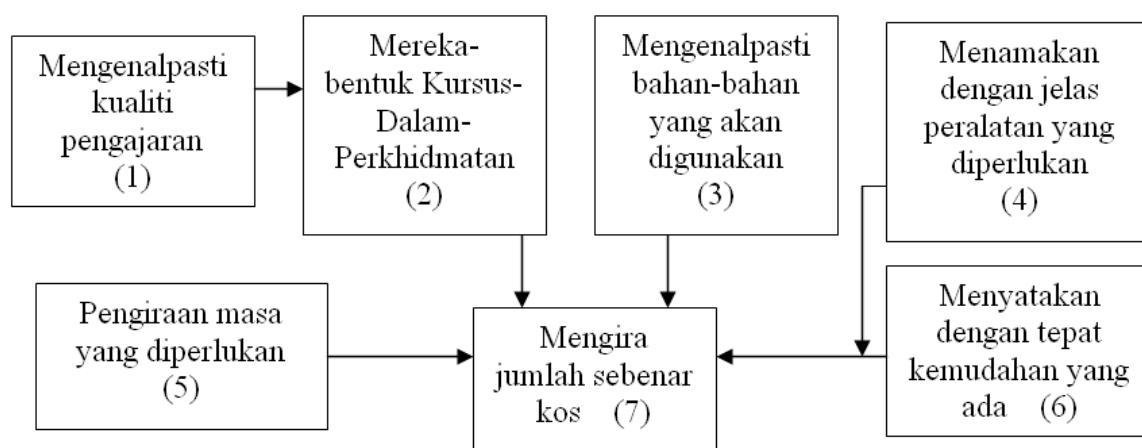 Mengenalpasti
kualiti
pengajaran
(1)
Mereka-
bentuk Kursus-
Dalam-
Perkhidmatan
(2)
Mengenalpasti
bahan-bahan
yang akan
digunakan
(3)
Menamakan
dengan jelas
peralatan yang
diperlukan
(4)
Pengiraan masa
yang diperlukan
(5)
Mengira
jumlah sebenar
kos (7)
Menyatakan
dengan tepat
kemudahan yang
ada (6)